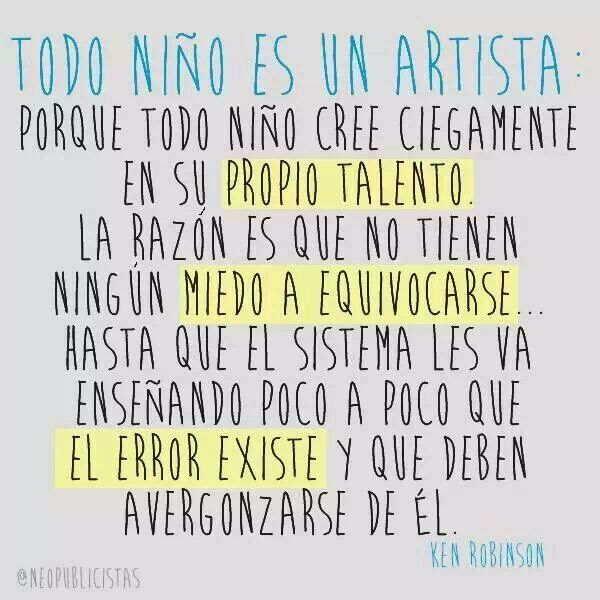 TODO NIÑO ES UN ARTISTA:
PORQUE TODO NIÑO CREE CIEGAMENTE
EN SU PROPIO TALENTO.
LA RAZÓN ES QUE NO TIENEN
NINGÚN MIEDO A EQUIVOCARSE...
HASTA QUE EL SISTEMA LES VA
ENSEÑANDO POCO A POCO QUE
EL ERROR EXISTE Y QUE DEBEN
AVERGONZARSE DE ÉL.
KEN ROBINSON
@NEOPUBLICISTAS